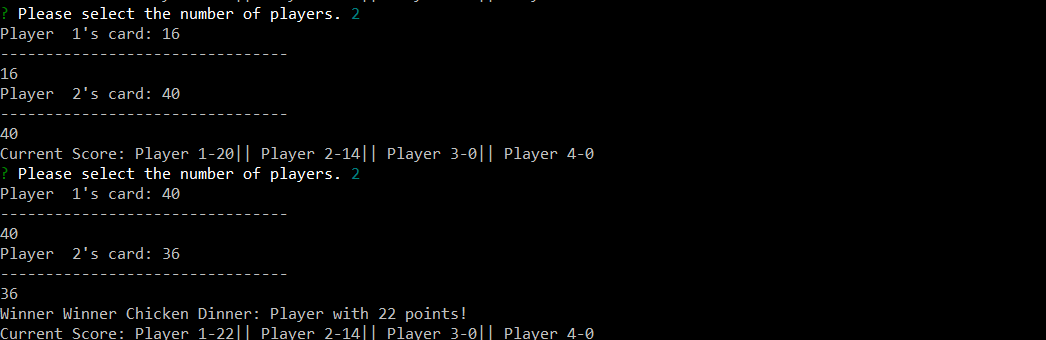 ? Please select the number of players. 2
Player  1's card: 16
--------------------------------
16
Player  2's card: 40
--------------------------------
40
Current Score: Player 1-20|| Player 2-14|| Player 3-0|| Player 4-0
? Please select the number of players. 2
Player  1's card: 40
--------------------------------
40
Player  2's card: 36
--------------------------------
36
Winner Winner Chicken Dinner: Player with 22 points!
Current Score: Player 1-22|| Player 2-14|| Player 3-0|| Player 4-0